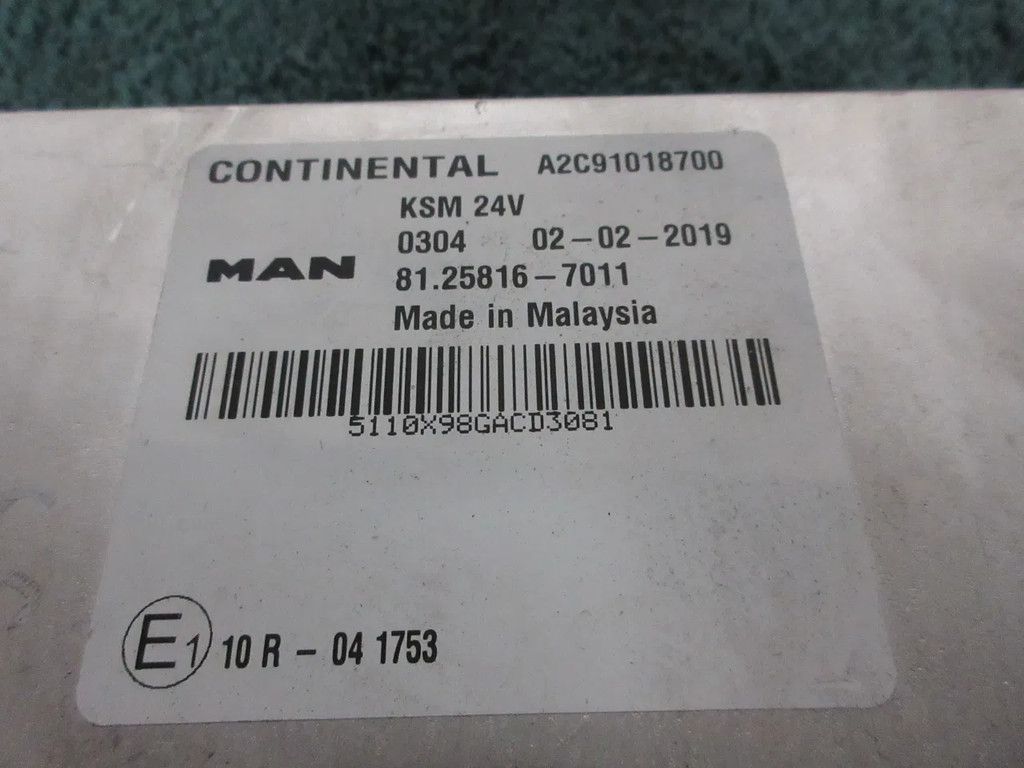 CONTINENTAL A2C91018700
KSM 24V
0304 02-02-2019
MAN 81.25816-7011
Made in Malaysia
5110X98GACD3081
E1 10 R - 04 1753